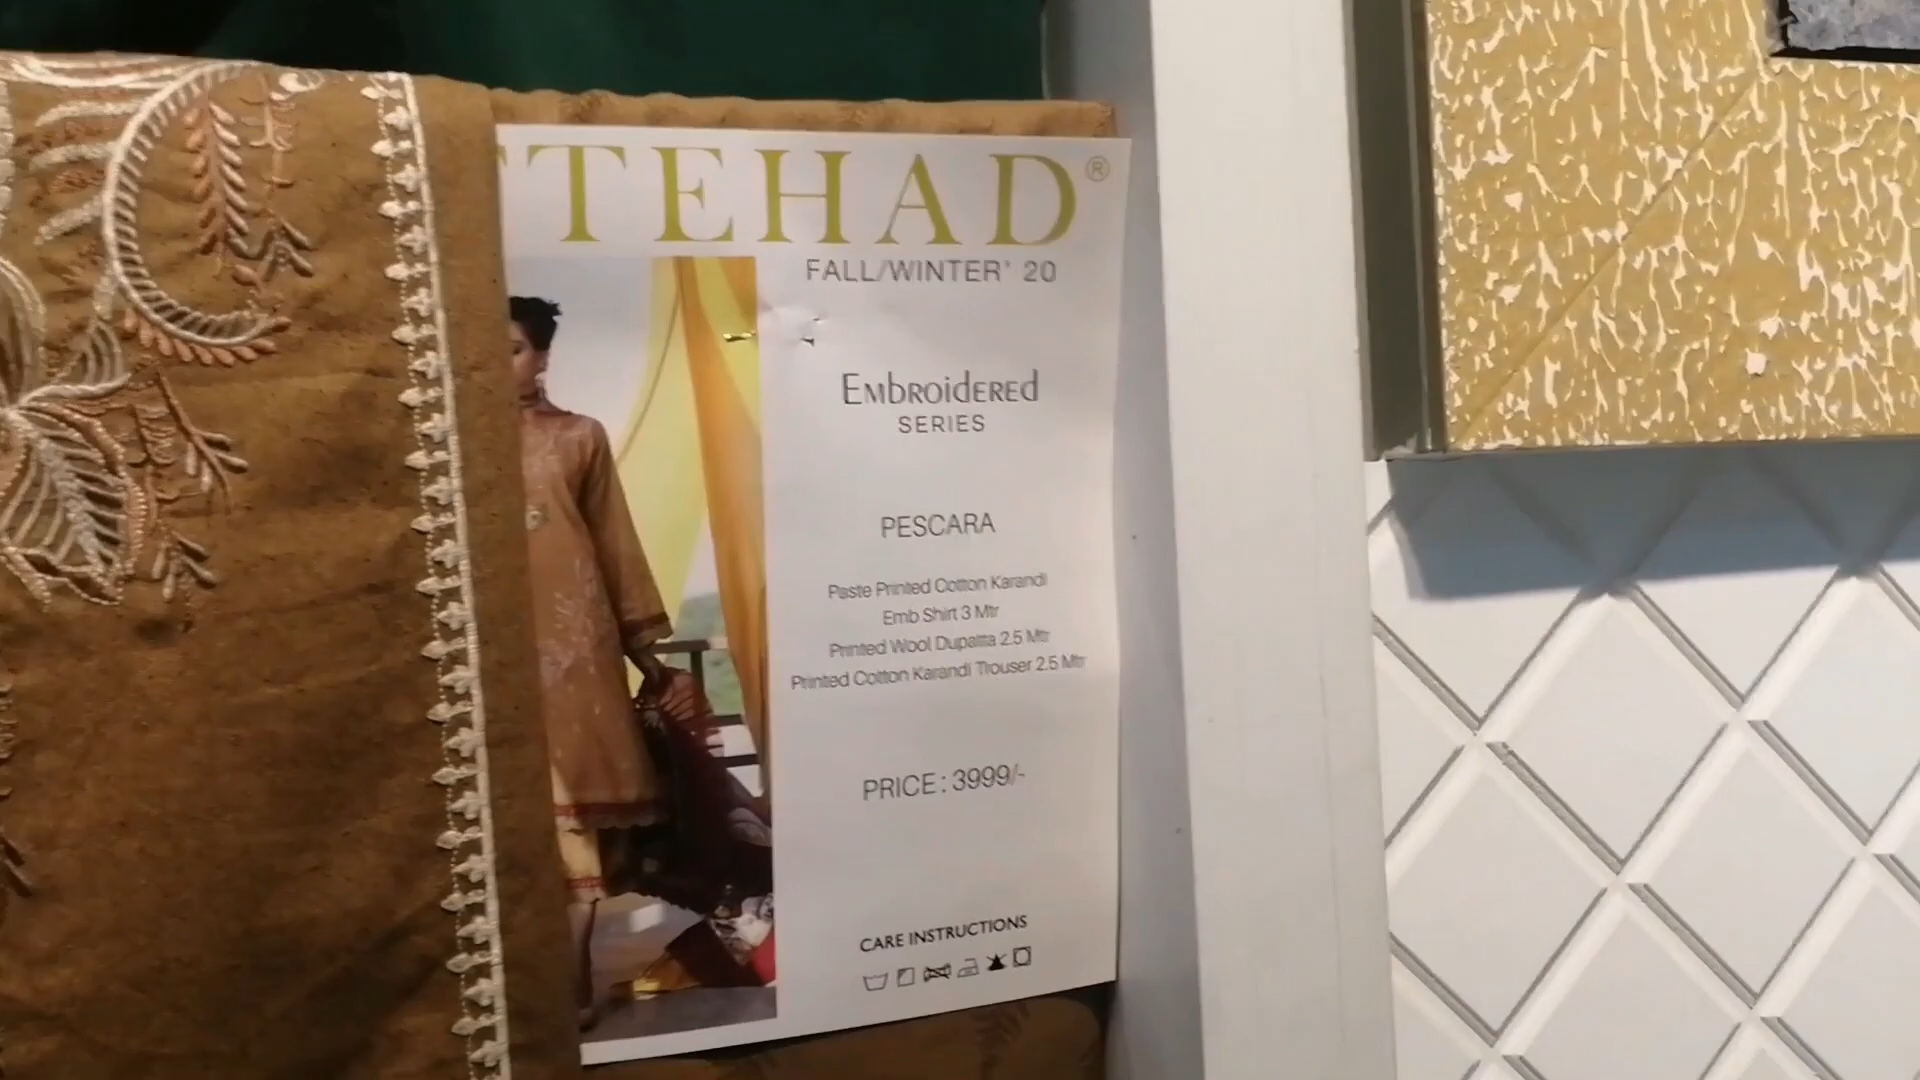 TTEHAD®
FALL/WINTER' 20
EMBROIDERED
SERIES
PESCARA
Paste Printed Cotton Karandi
Emb Shirt 3 Mtr
Printed Wool Dupatta 2.5 Mtr
Printed Cotton Karandi Trouser 2.5 Mtr
PRICE : 3999/-
CARE INSTRUCTIONS